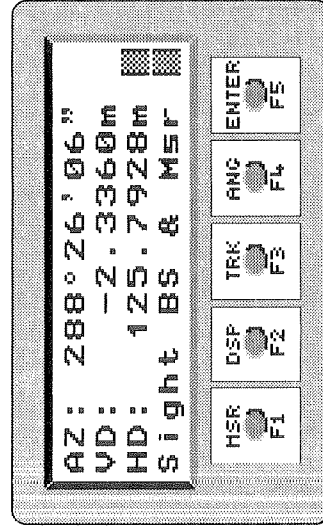 AZ: 288°26'06"
VD: -2.3360m
HD: 125.7928m
Sight BS & Msr
MSR DSP TRK ANG ENTER
F1 F2 F3 F4 F5